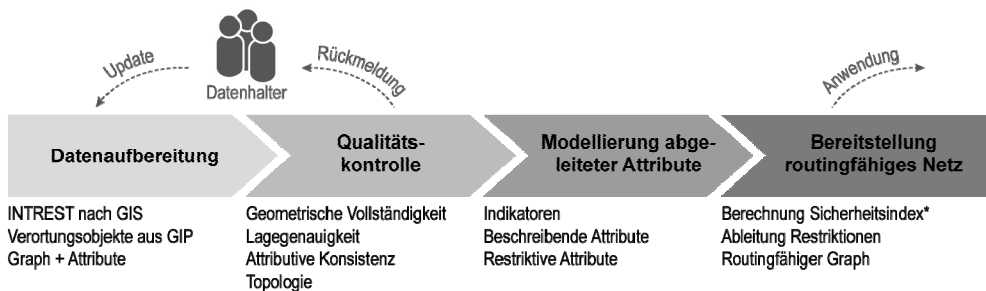 Update
Datenhalter
Rückmeldung
Anwendung
Datenaufbereitung
Qualitäts-
kontrolle
Modellierung abge-
leiteter Attribute
Bereitstellung
routingfähiges Netz
INTREST nach GIS
Verortungsobjekte aus GIP
Graph + Attribute
Geometrische Vollständigkeit
Lagegenauigkeit
Attributive Konsistenz
Topologie
Indikatoren
Beschreibende Attribute
Restriktive Attribute
Berechnung Sicherheitsindex*
Ableitung Restriktionen
Routingfähiger Graph